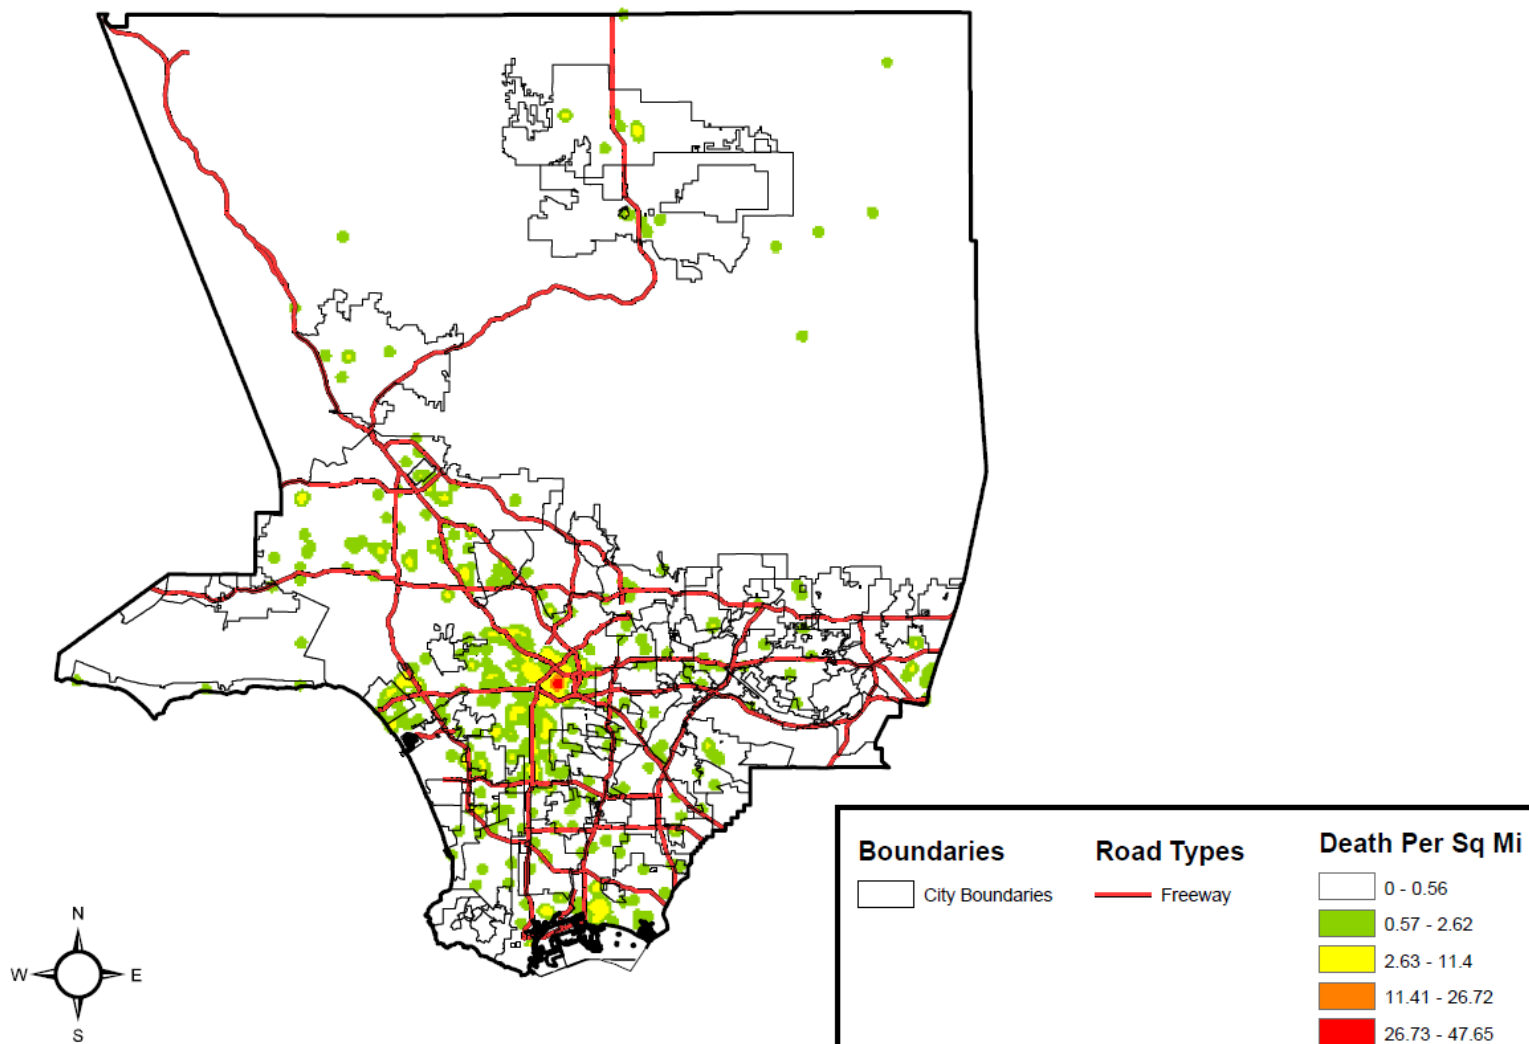 N
W E
S
Boundaries
City Boundaries
Road Types
Freeway
Death Per Sq Mi
0 - 0.56
0.57 - 2.62
2.63 - 11.4
11.41 - 26.72
26.73 - 47.65